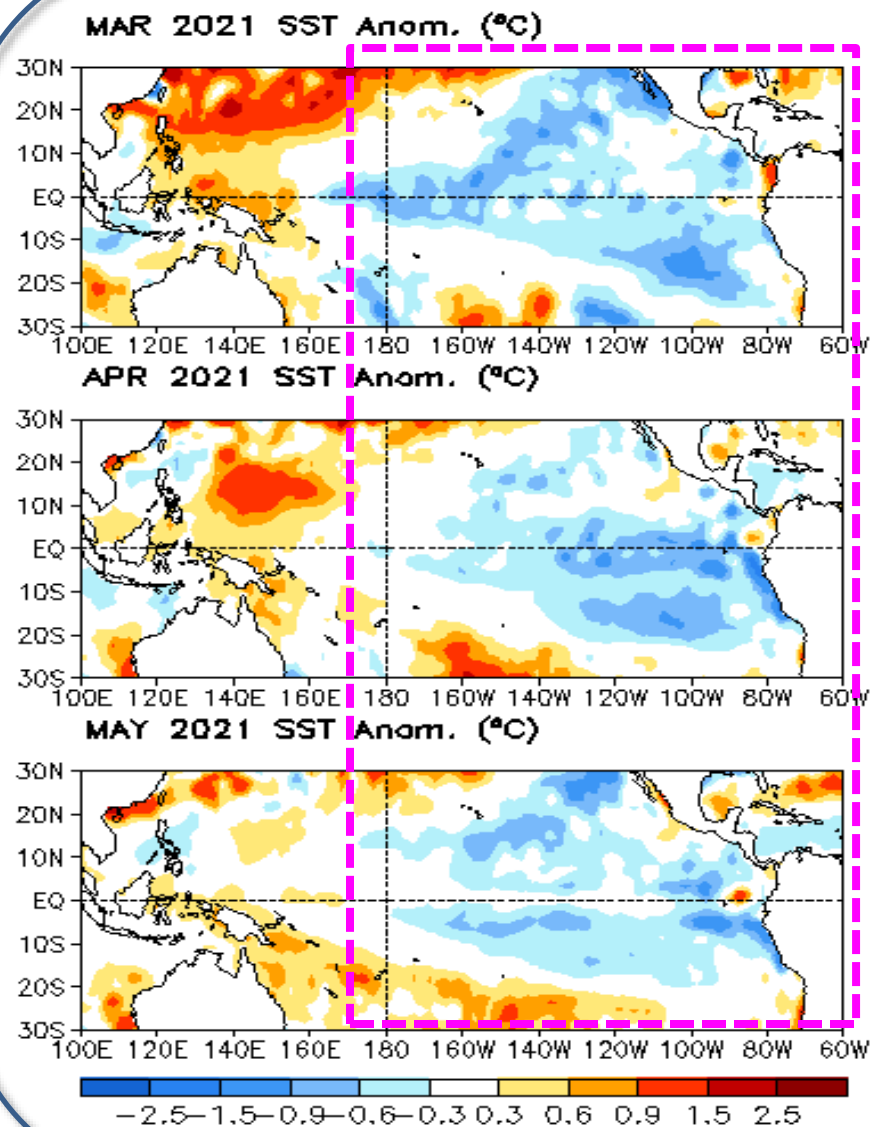 MAR 2021 SST Anom. (°C)
30N
20N
10N
EQ
10S
20S
30S
100E 120E 140E 160E 180 160W 140W 120W 100W 80W 60W
APR 2021 SST Anom. (°C)
30N
20N
10N
EQ
10S
20S
30S
100E 120E 140E 160E 180 160W 140W 120W 100W 80W 60W
MAY 2021 SST Anom. (°C)
30N
20N
10N
EQ
10S
20S
30S
100E 120E 140E 160E 180 160W 140W 120W 100W 80W 60W
-2.5 -1.5 -0.9 -0.6 -0.3 0.3 0.6 0.9 1.5 2.5